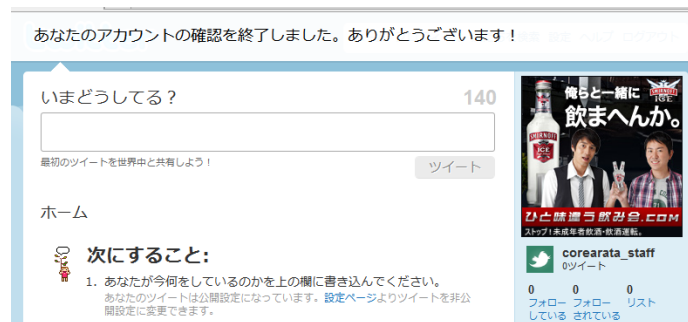 あなたのアカウントの確認を終了しました。ありがとうございます！
いまどうしてる？
140
最初のツイートを世界中と共有しよう！
ツイート
ホーム
次にすること:
1. あなたが今何をしているのかを上の欄に書き込んでください。
あなたのツイートは公開設定になっています。設定ページよりツイートを非公
開設定に変更できます。
俺らと一緒に
SMIRNOFF
ICE
飲まへんか。
SMIRNOFF
ICE
ひと味違う飲み会.COM
ストップ！未成年者飲酒・飲酒運転。
corearata_staff
0ツイート
0 0 0
フォロー フォロー リスト
している されている